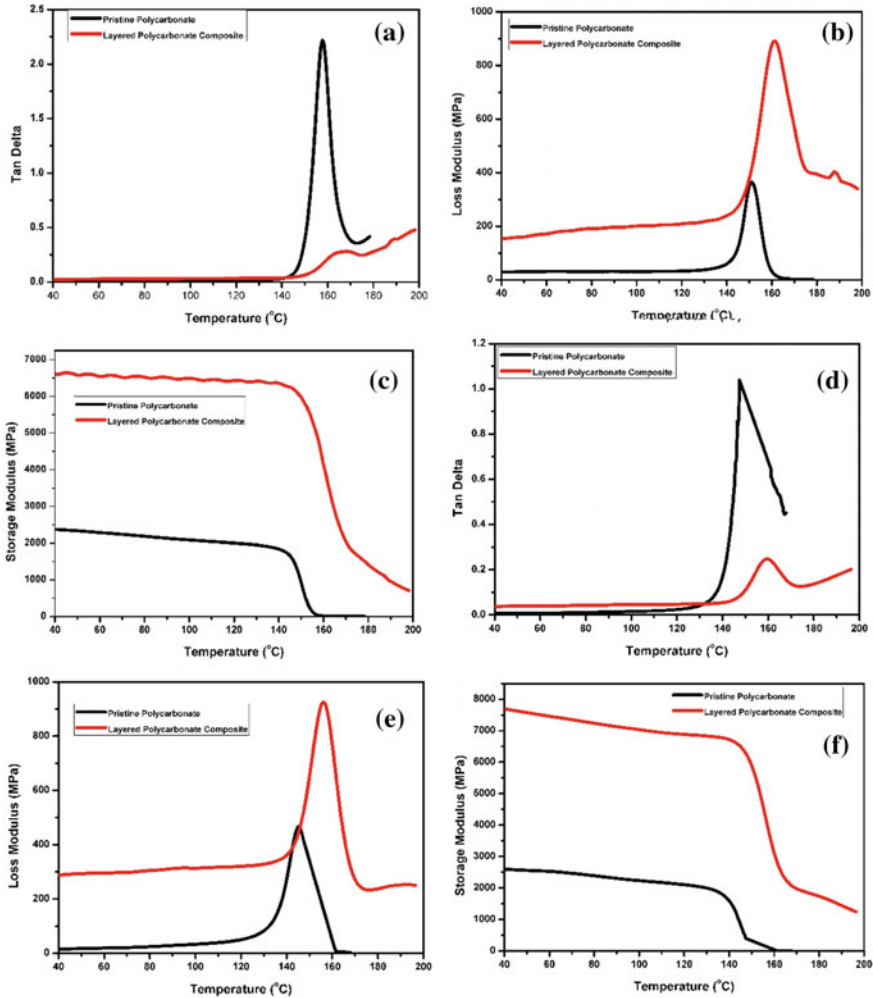 (a)
Pristine Polycarbonate
Layered Polycarbonate Composite
2.5
2.0
1.5
1.0
0.5
0.0
Tan Delta
40 60 80 100 120 140 160 180 200
Temperature (°C)
(b)
Pristine Polycarbonate
Layered Polycarbonate Composite
1000
800
600
400
200
0
Loss Modulus (MPa)
40 60 80 100 120 140 160 180 200
Temperature (°C)
(c)
Pristine Polycarbonate
Layered Polycarbonate Composite
7000
6000
5000
4000
3000
2000
1000
0
Storage Modulus (MPa)
40 60 80 100 120 140 160 180 200
Temperature (°C)
(d)
Pristine Polycarbonate
Layered Polycarbonate Composite
1.2
1.0
0.8
0.6
0.4
0.2
0.0
Tan Delta
40 60 80 100 120 140 160 180 200
Temperature (°C)
(e)
Pristine Polycarbonate
Layered Polycarbonate Composite
1000
800
600
400
200
0
Loss Modulus (MPa)
40 60 80 100 120 140 160 180 200
Temperature (°C)
(f)
Pristine Polycarbonate
Layered Polycarbonate Composite
8000
7000
6000
5000
4000
3000
2000
1000
0
Storage Modulus (MPa)
40 60 80 100 120 140 160 180 200
Temperature (°C)